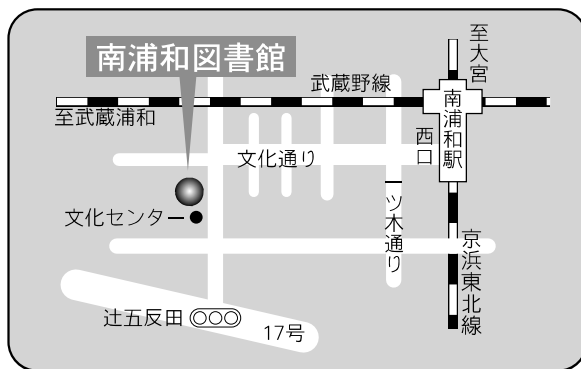 南浦和図書館
至大宮
武蔵野線
至武蔵浦和
南浦和駅
西口
文化通り
文化センター
一ツ木通り
京浜東北線
辻五反田
17号